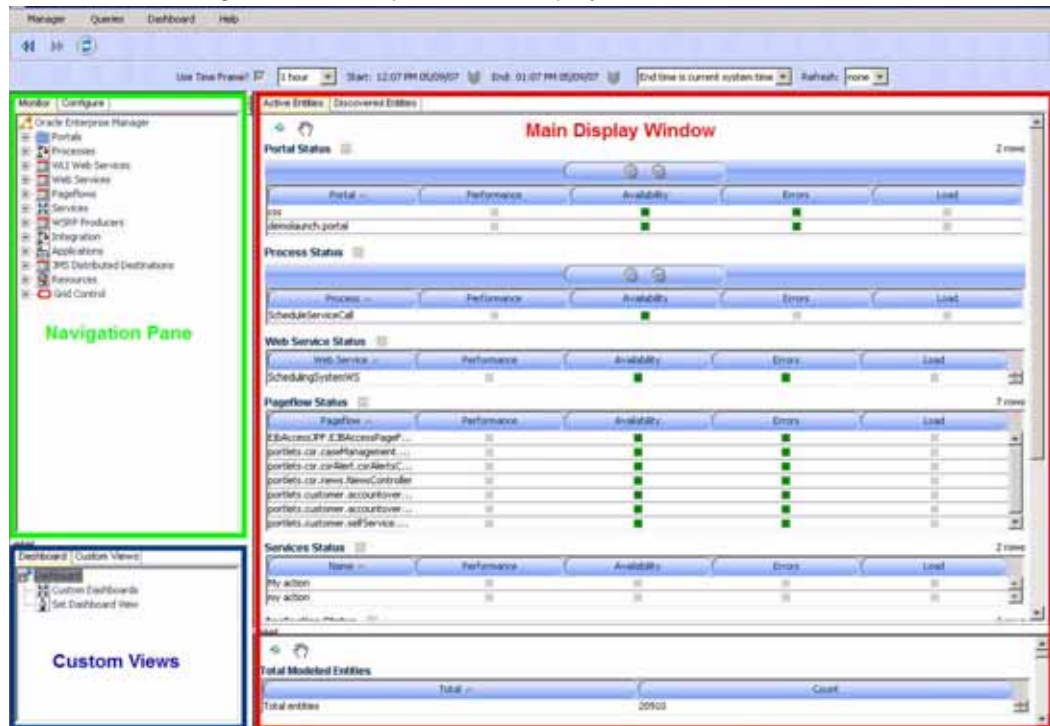 Manager Queries Dashboard Help
Use Time Frame? 1 hour Start: 12:07 PM 05/09/07 End: 01:07 PM 05/09/07 End time is current system time Refresh: none
Monitor Configure
Oracle Enterprise Manager
Portals
Processes
WLI Web Services
Web Services
Pageflows
Services
WSRP Producers
Integration
Applications
JMS Distributed Destinations
Resources
Grid Control
Navigation Pane
Dashboard Custom Views
Dashboard
Custom Dashboards
Set Dashboard View
Custom Views
Active Entities Discovered Entities
Main Display Window
Portal Status 2 rows
Portal Performance Availability Errors Load
demolaunch.portal
Process Status
Process Performance Availability Errors Load
ScheduleServiceCall
Web Service Status
Web Service Performance Availability Errors Load
SchedulingSystemWS
Pageflow Status 7 rows
Pageflow Performance Availability Errors Load
portlets.csr.caseManagement....
portlets.csr.csrAlert.csrAlertsC...
portlets.csr.news.NewsController
portlets.customer.accountover...
portlets.customer.accountover...
portlets.customer.selfService....
Services Status 2 rows
Name Performance Availability Errors Load
My action
my action
Total Modeled Entities
Total Count
Total entities